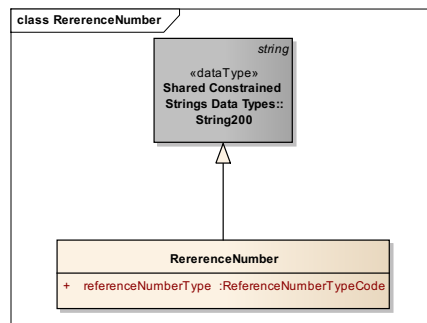 class RererenceNumber
string
«dataType»
Shared Constrained
Strings Data Types::
String200
RererenceNumber
+ referenceNumberType :ReferenceNumberTypeCode